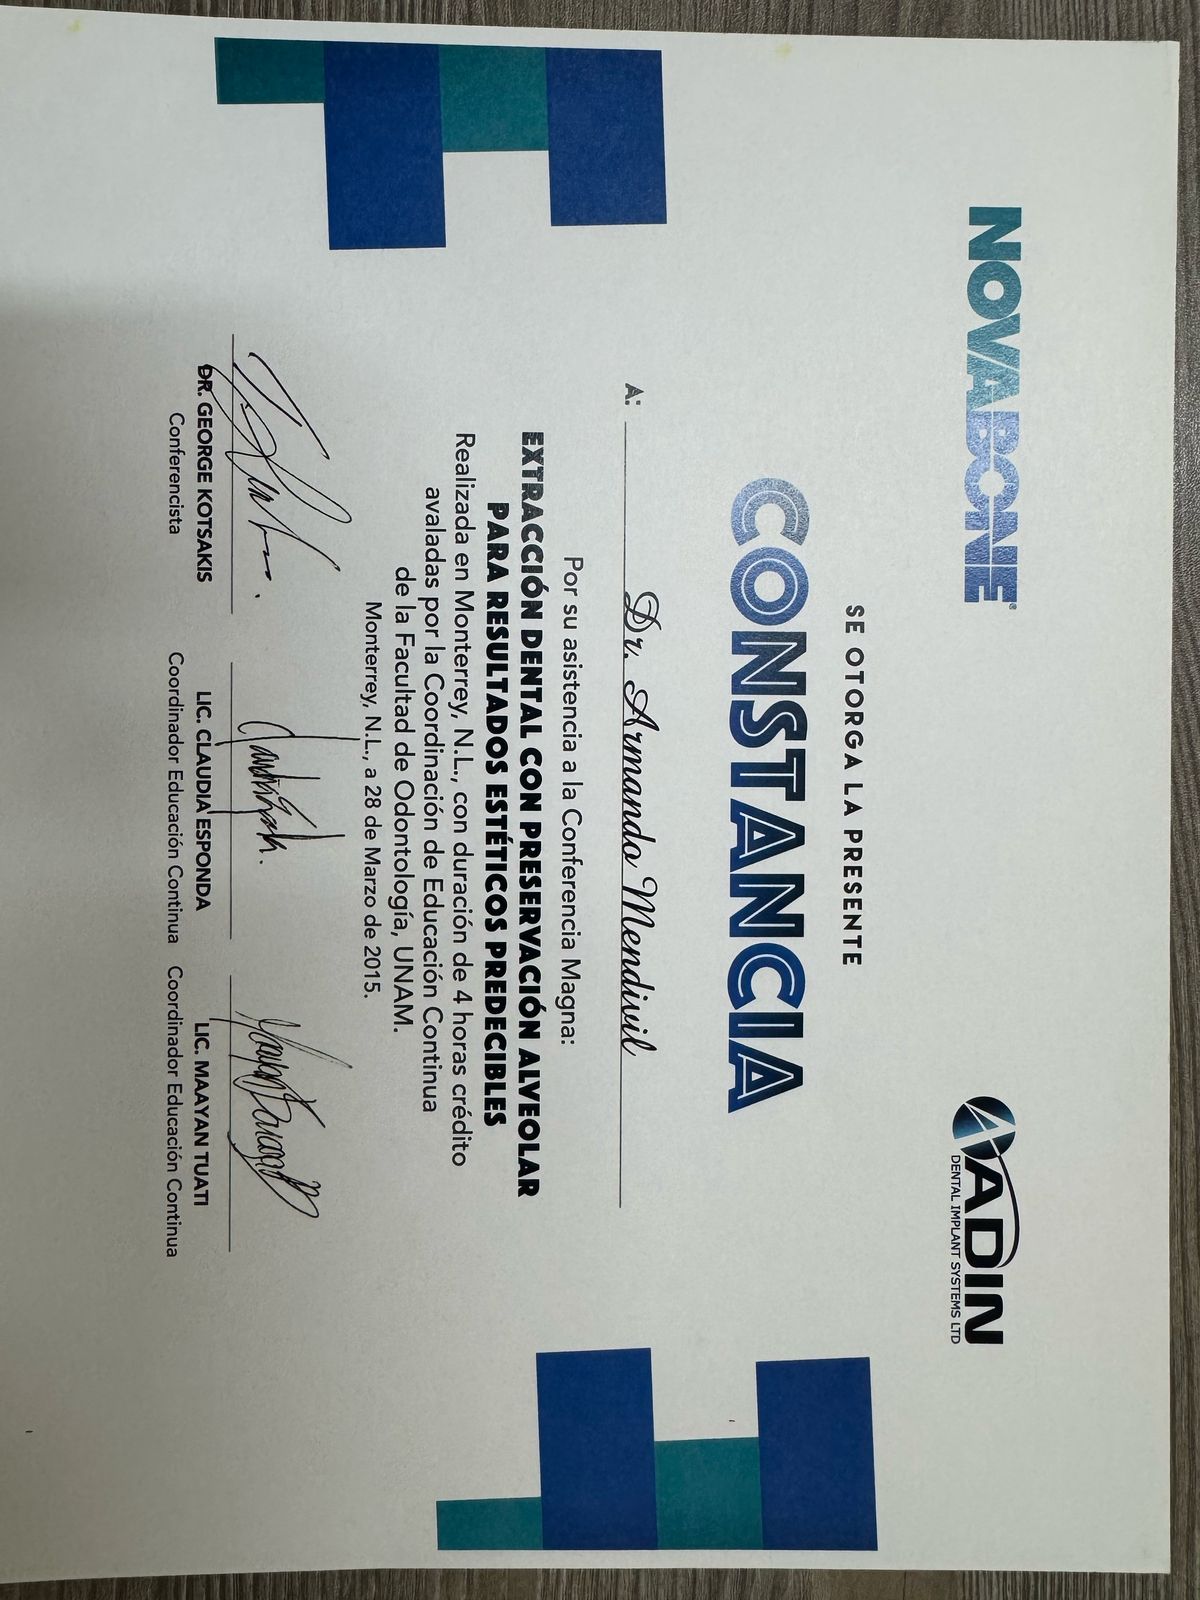 NOVABONE®
ADIN
DENTAL IMPLANT SYSTEMS LTD
SE OTORGA LA PRESENTE
CONSTANCIA
A: Dr. Armando Mendivil
Por su asistencia a la Conferencia Magna:
EXTRACCIÓN DENTAL CON PRESERVACIÓN ALVEOLAR
PARA RESULTADOS ESTÉTICOS PREDECIBLES
Realizada en Monterrey, N.L., con duración de 4 horas crédito
avaladas por la Coordinación de Educación Continua
de la Facultad de Odontología, UNAM.
Monterrey, N.L., a 28 de Marzo de 2015.
DR. GEORGE KOTSAKIS
Conferencista
LIC. CLAUDIA ESPONDA
Coordinador Educación Continua
LIC. MAAYAN TUATI
Coordinador Educación Continua